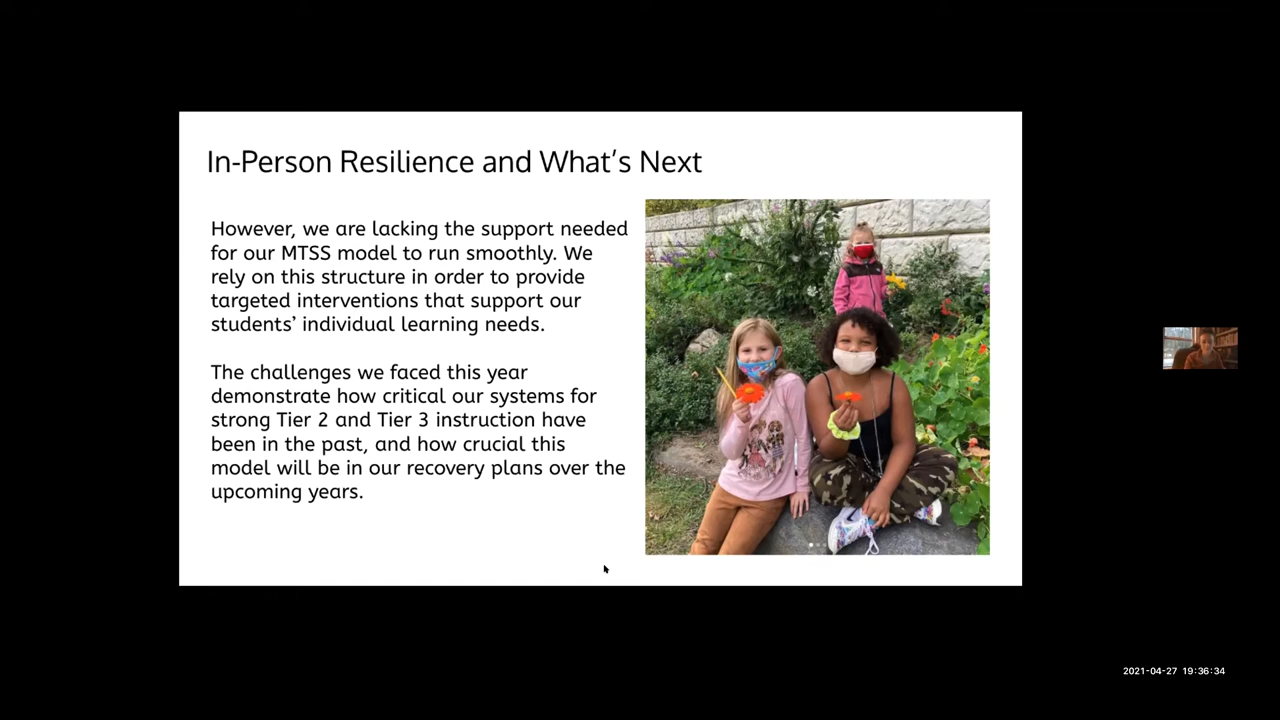 In-Person Resilience and What’s Next
However, we are lacking the support needed
for our MTSS model to run smoothly. We
rely on this structure in order to provide
targeted interventions that support our
students’ individual learning needs.
The challenges we faced this year
demonstrate how critical our systems for
strong Tier 2 and Tier 3 instruction have
been in the past, and how crucial this
model will be in our recovery plans over the
upcoming years.
2021-04-27 19:36:34